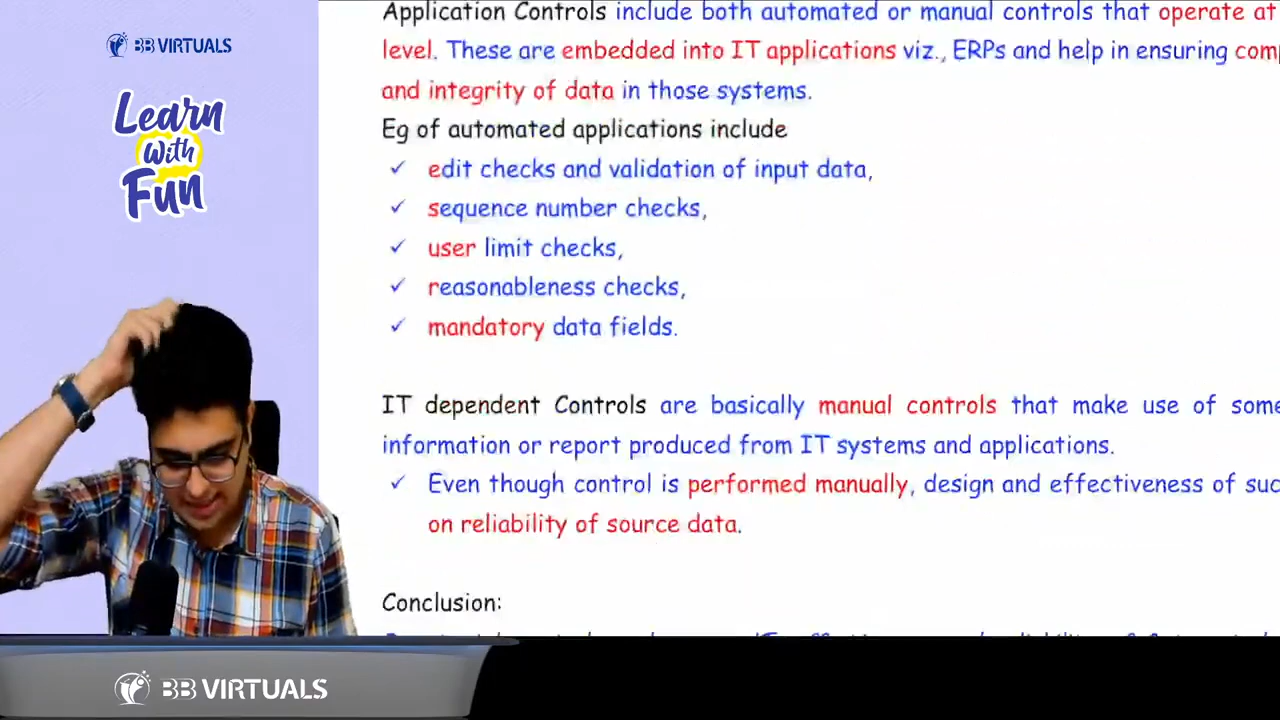 BB VIRTUALS
Learn
With
Fun
Application Controls include both automated or manual controls that operate at
level. These are embedded into IT applications viz., ERPs and help in ensuring
and integrity of data in those systems.
Eg of automated applications include
✓ edit checks and validation of input data,
✓ sequence number checks,
✓ user limit checks,
✓ reasonableness checks,
✓ mandatory data fields.
IT dependent Controls are basically manual controls that make use of some
information or report produced from IT systems and applications.
✓ Even though control is performed manually, design and effectiveness of
on reliability of source data.
Conclusion:
BB VIRTUALS